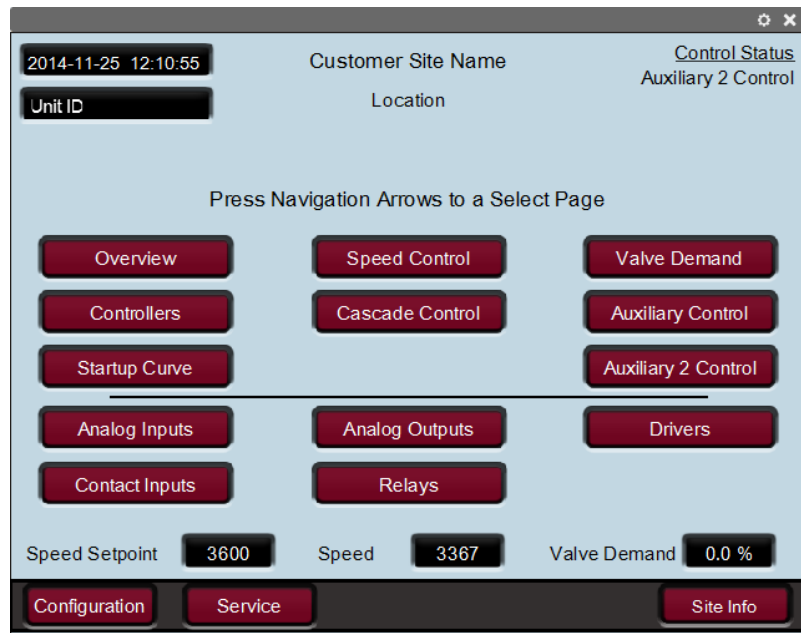 2014-11-25 12:10:55
Customer Site Name
Control Status
Auxiliary 2 Control
Unit ID
Location
Press Navigation Arrows to a Select Page
Overview
Speed Control
Valve Demand
Controllers
Cascade Control
Auxiliary Control
Startup Curve
Auxiliary 2 Control
Analog Inputs
Analog Outputs
Drivers
Contact Inputs
Relays
Speed Setpoint 3600 Speed 3367 Valve Demand 0.0 %
Configuration
Service
Site Info